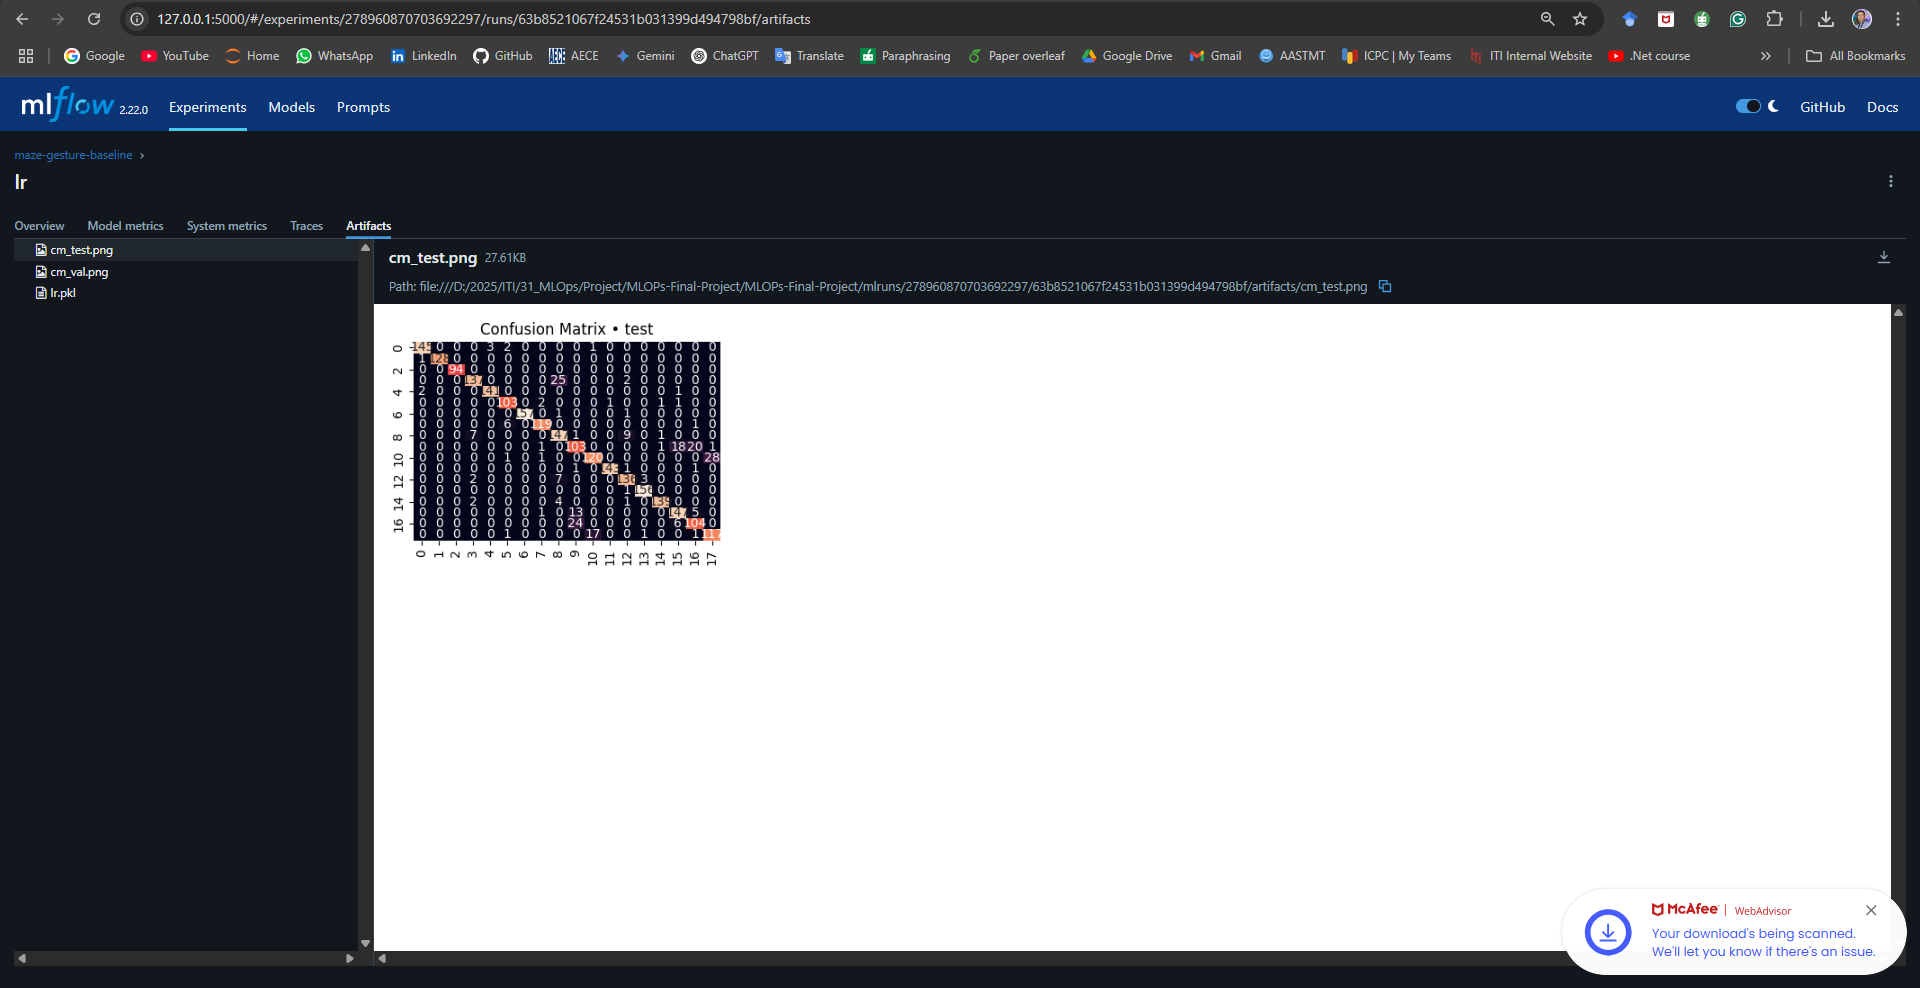 127.0.0.1:5000/#/experiments/278960870703692297/runs/63b8521067f24531b031399d494798bf/artifacts
Google YouTube Home WhatsApp LinkedIn GitHub AECE Gemini ChatGPT Translate Paraphrasing Paper overleaf Google Drive Gmail AASTMT ICPC | My Teams ITI Internal Website .Net course » All Bookmarks
mlflow 2.22.0 Experiments Models Prompts GitHub Docs
maze-gesture-baseline ›
lr
Overview Model metrics System metrics Traces Artifacts
cm_test.png
cm_val.png
lr.pkl
cm_test.png 27.61KB
Path: file:///D:/2025/ITI/31_MLOps/Project/MLOPs-Final-Project/MLOPs-Final-Project/mlruns/278960870703692297/63b8521067f24531b031399d494798bf/artifacts/cm_test.png
Confusion Matrix • test
0 145 0 0 0 3 2 0 0 0 0 1 0 0 0 0 0 0 0
1 128 0 0 0 0 0 0 0 0 0 0 0 0 0 0 0 0
2 0 0 94 0 0 0 0 0 0 0 0 0 0 0 0 0 0 0
0 0 0 137 0 0 0 0 25 0 0 0 2 0 0 0 0 0
4 2 0 0 0 141 0 0 0 0 0 0 0 0 0 0 1 0 0
0 0 0 0 0 103 0 2 0 0 0 1 0 0 1 1 0 0
6 0 0 0 0 0 0 157 0 1 0 0 0 1 0 0 0 0 0
0 0 0 0 0 6 0 119 0 0 0 0 0 0 0 0 1 0
8 0 0 0 7 0 0 0 0 147 1 0 0 9 0 1 0 0 0
0 0 0 0 0 0 0 1 0 103 0 0 0 0 1 18 20 1
10 0 0 0 0 0 1 0 1 0 0 120 0 0 0 0 0 0 28
0 0 0 0 0 0 0 0 0 1 0 143 1 0 0 0 1 0
12 0 0 0 2 0 0 0 0 7 0 0 0 136 3 0 0 0 0
0 0 0 0 0 0 0 0 0 0 0 0 1 156 0 0 0 0
14 0 0 0 2 0 0 0 0 4 0 0 0 1 0 139 0 0 0
0 0 0 0 0 0 0 1 0 13 0 0 0 0 0 147 5 0
16 0 0 0 0 0 0 0 0 0 24 0 0 0 0 0 6 104 0
0 0 0 0 0 1 0 0 0 0 17 0 0 1 0 0 1 117
0 1 2 3 4 5 6 7 8 9 10 11 12 13 14 15 16 17
McAfee | WebAdvisor
Your download's being scanned.
We'll let you know if there's an issue.